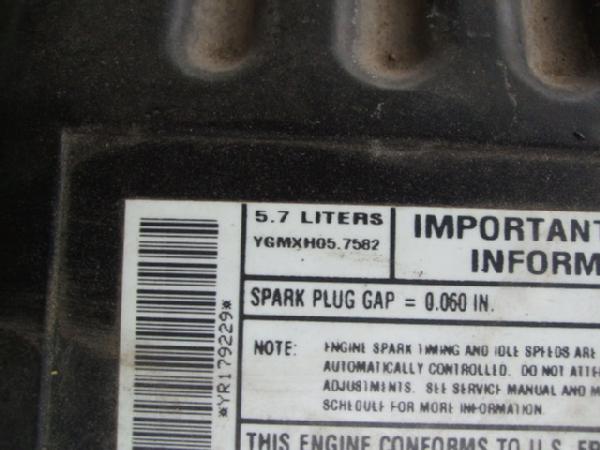 5.7 LITERS
YGMXH05.7582
IMPORTANT
INFORM
SPARK PLUG GAP = 0.060 IN.
NOTE: ENGINE SPARK TIMING AND IDLE SPEEDS ARE
AUTOMATICALLY CONTROLLED. DO NOT ATTE
ADJUSTMENTS. SEE SERVICE MANUAL AND M
SCHEDULE FOR MORE INFORMATION.
THIS ENGINE CONFORMS TO U.S. E
*YR179229*